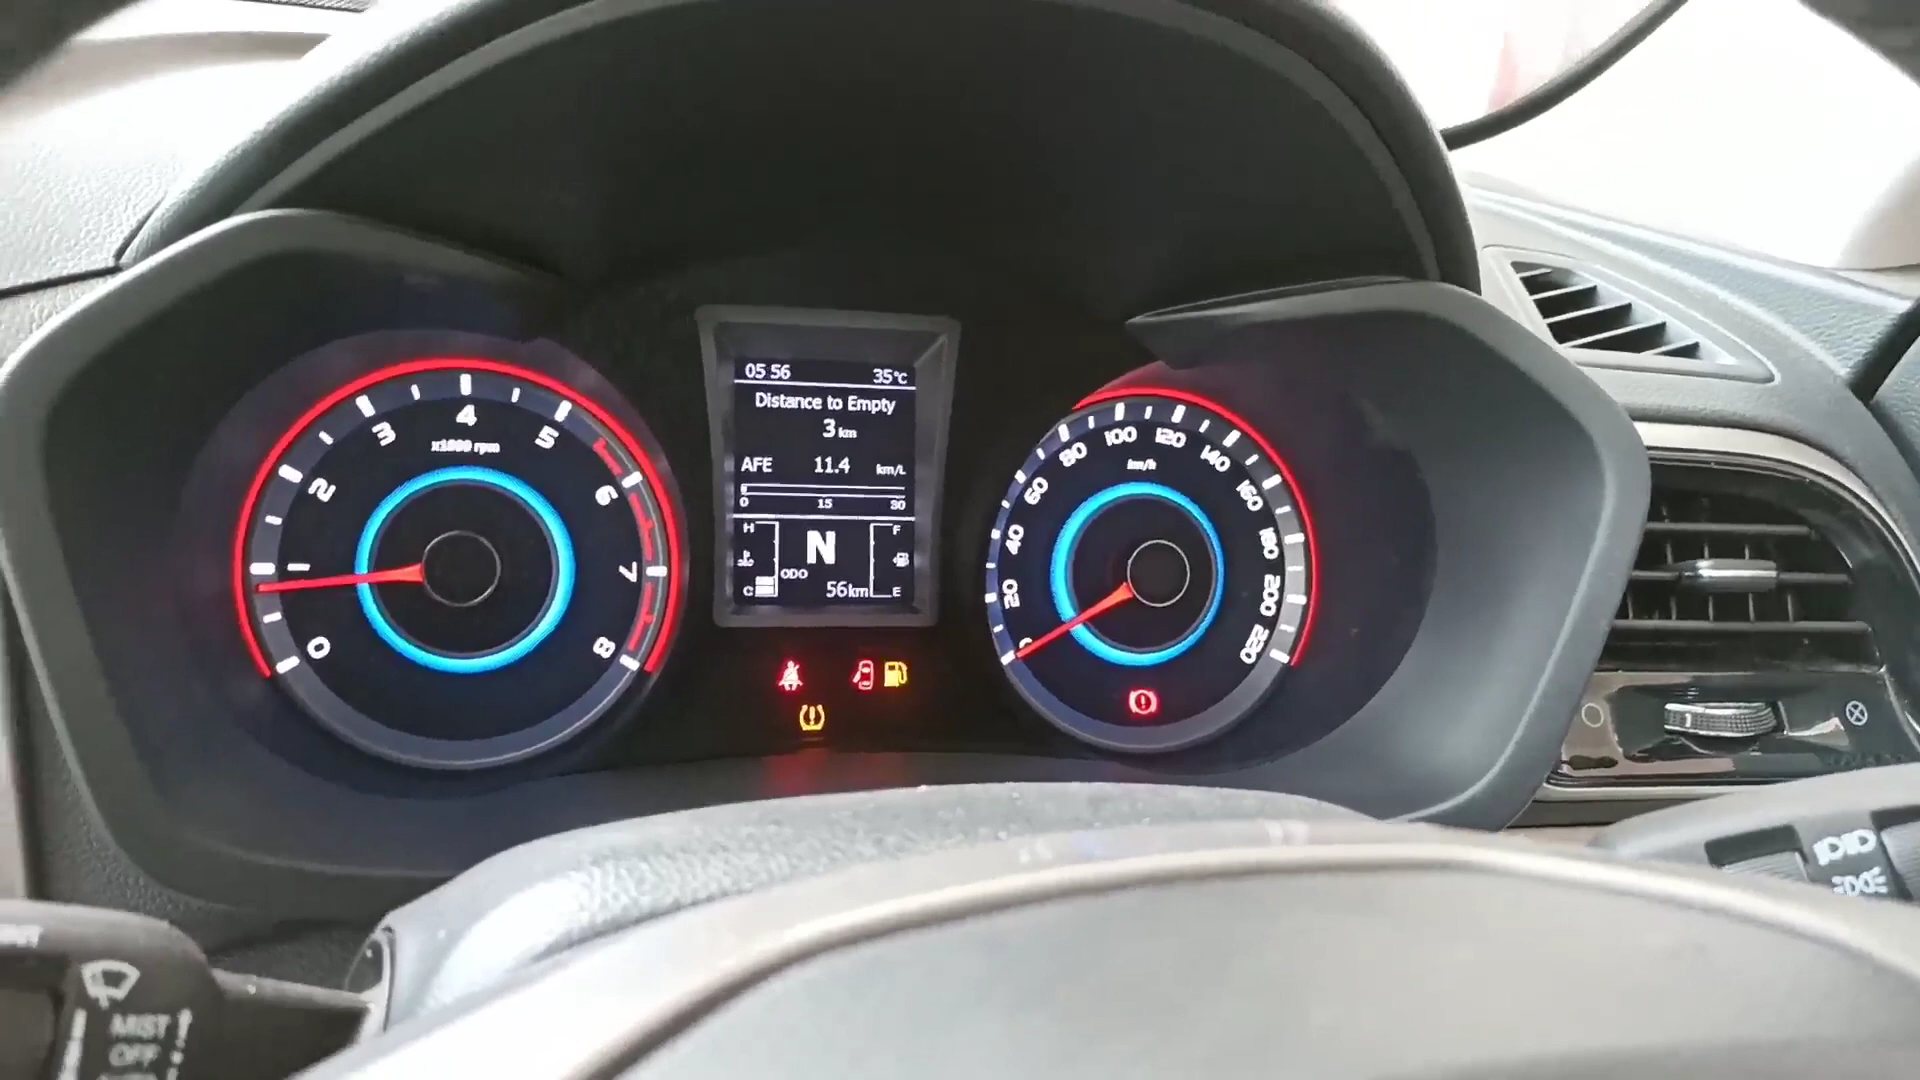 05 56 35°C
Distance to Empty
3 km
AFE 11.4 km/L
0 15 30
H F
N
ODO
C 56km E
0 1 2 3 4 5 6 7 8
x1000 rpm
0 20 40 60 80 100 120 140 160 180 200 220
km/h
MIST
OFF